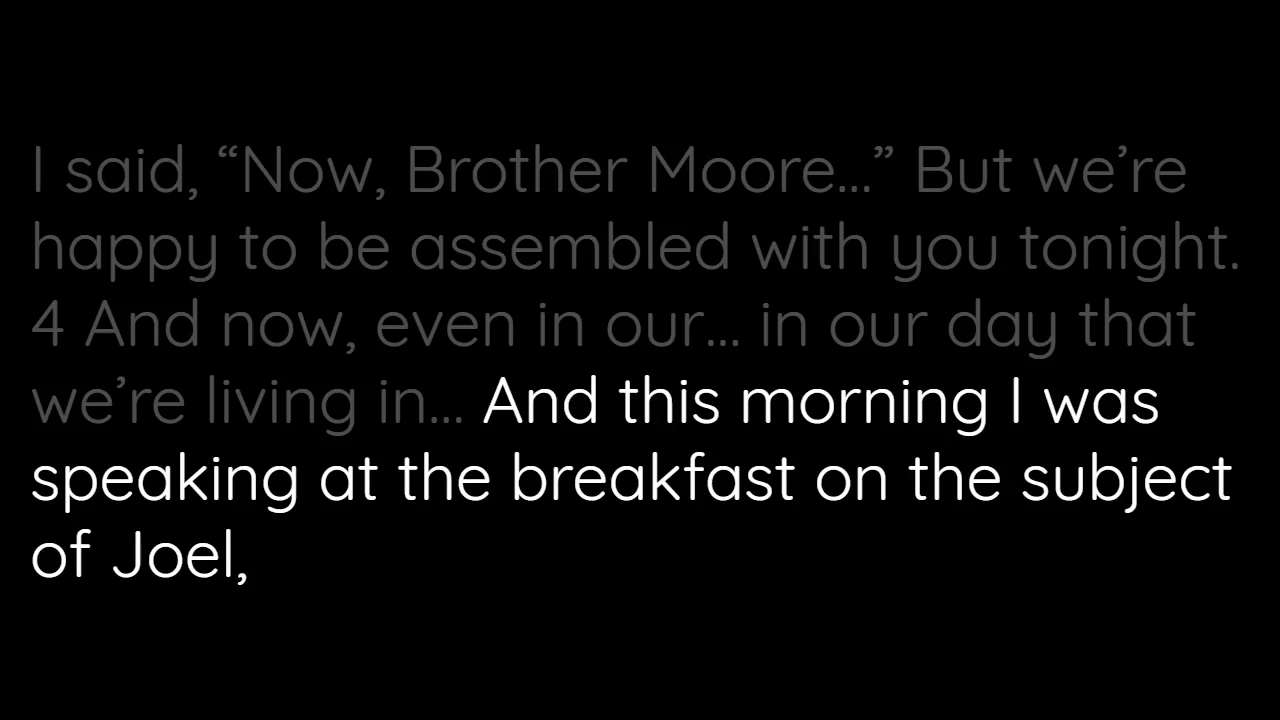 I said, “Now, Brother Moore...” But we’re
happy to be assembled with you tonight.
4 And now, even in our... in our day that
we’re living in... And this morning I was
speaking at the breakfast on the subject
of Joel,